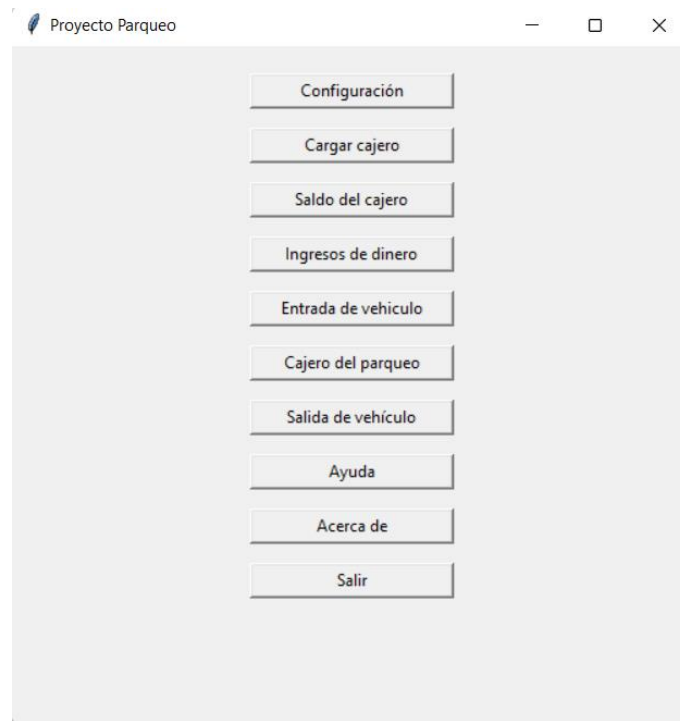 Proyecto Parqueo
Configuración
Cargar cajero
Saldo del cajero
Ingresos de dinero
Entrada de vehiculo
Cajero del parqueo
Salida de vehículo
Ayuda
Acerca de
Salir